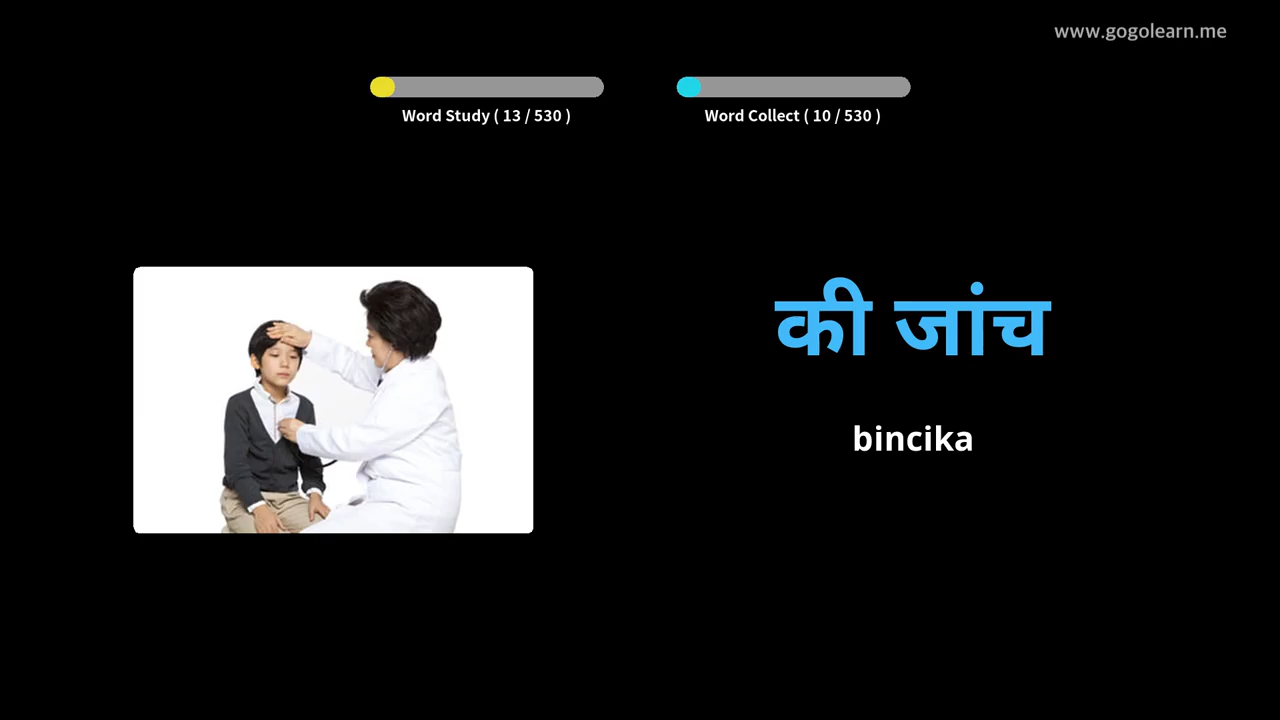 www.gogolearn.me
Word Study ( 13 / 530 )
Word Collect ( 10 / 530 )
की जांच
bincika